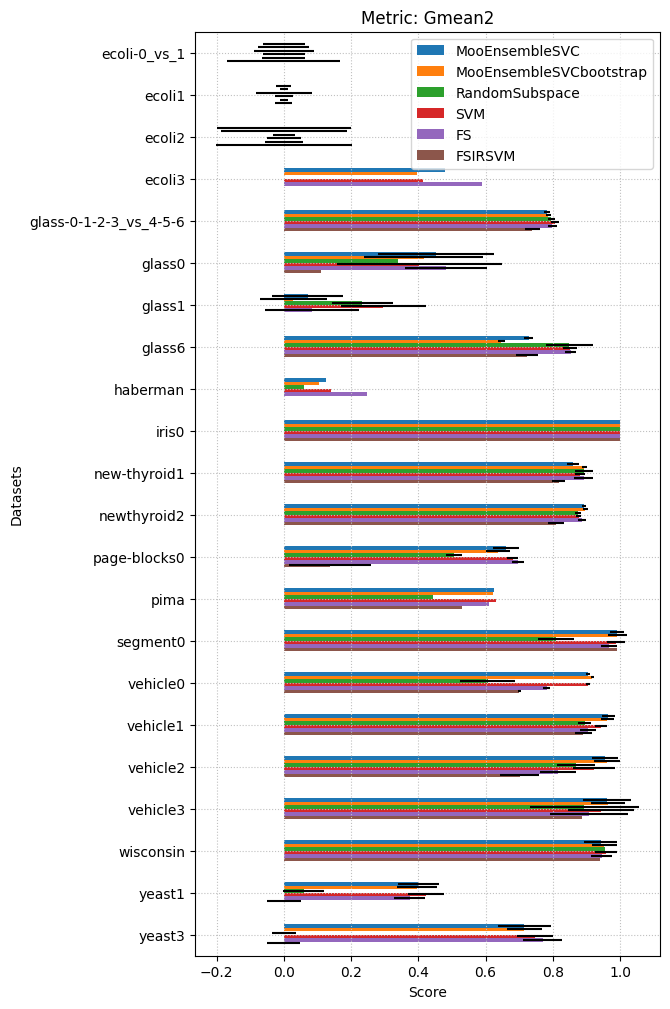 Metric: Gmean2
MooEnsembleSVC
MooEnsembleSVCbootstrap
RandomSubspace
SVM
FS
FSIRSVM
ecoli-0_vs_1
ecoli1
ecoli2
ecoli3
glass-0-1-2-3_vs_4-5-6
glass0
glass1
glass6
haberman
iris0
new-thyroid1
newthyroid2
page-blocks0
pima
segment0
vehicle0
vehicle1
vehicle2
vehicle3
wisconsin
yeast1
yeast3
Datasets
−0.2 0.0 0.2 0.4 0.6 0.8 1.0
Score